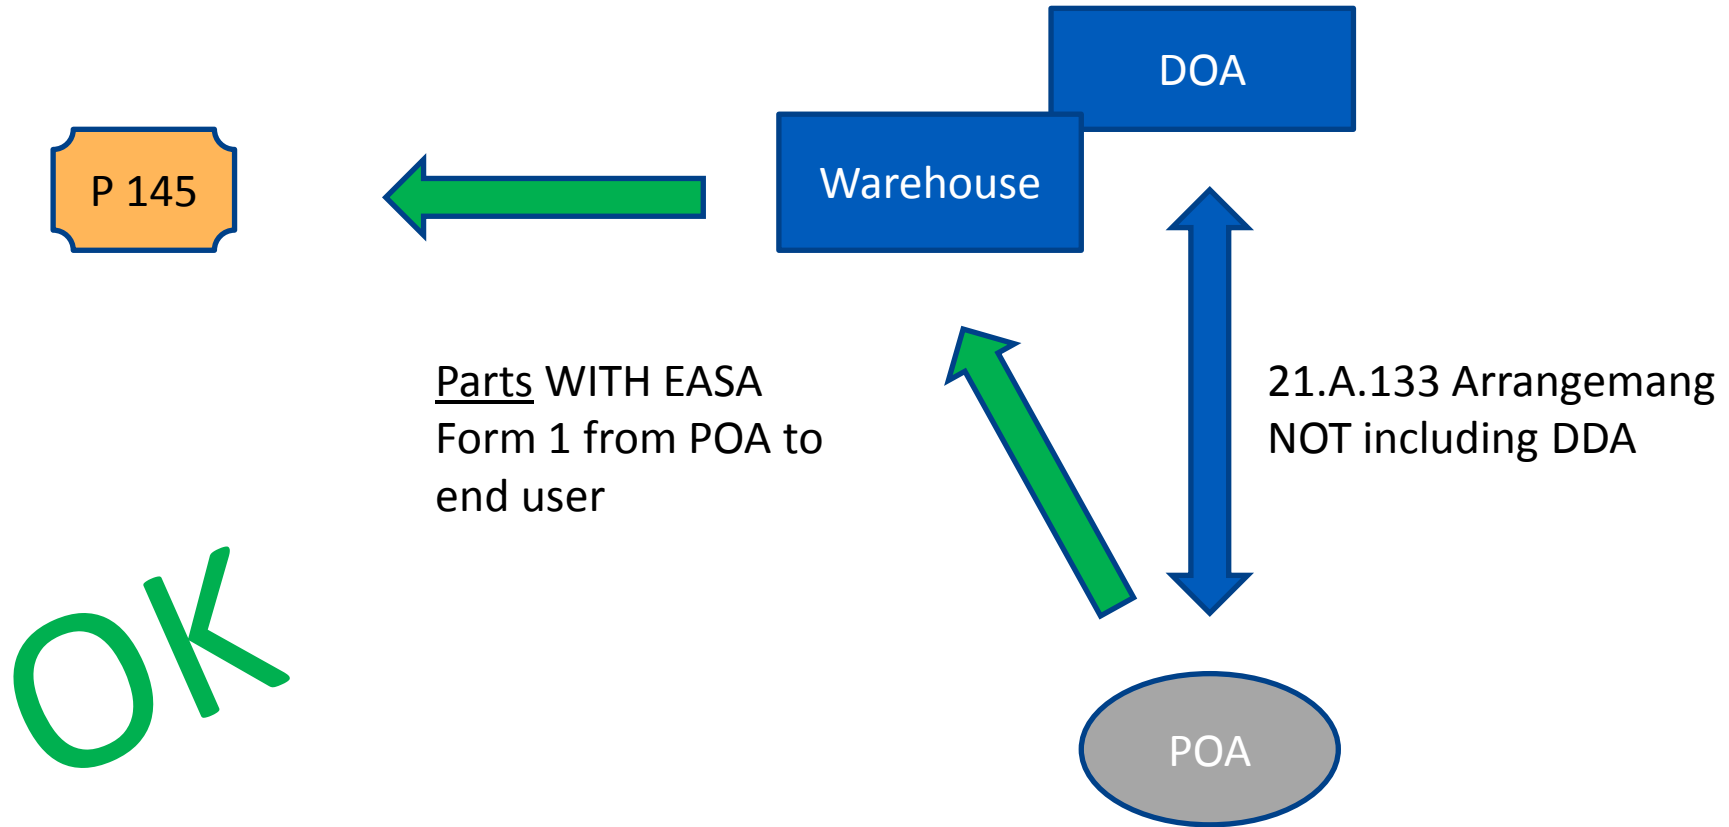 DOA
P 145
Warehouse
Parts WITH EASA
Form 1 from POA to
end user
21.A.133 Arrangemang
NOT including DDA
OK
POA